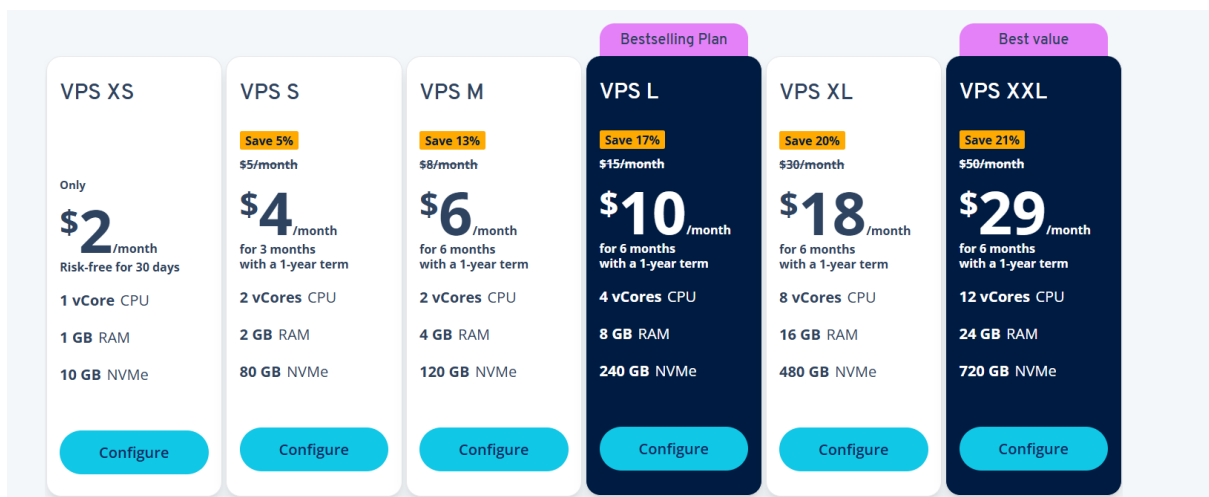 Bestselling Plan
Best value
VPS XS
Only
$2/month
Risk-free for 30 days
1 vCore CPU
1 GB RAM
10 GB NVMe
Configure
VPS S
Save 5%
$5/month
$4/month
for 3 months
with a 1-year term
2 vCores CPU
2 GB RAM
80 GB NVMe
Configure
VPS M
Save 13%
$8/month
$6/month
for 6 months
with a 1-year term
2 vCores CPU
4 GB RAM
120 GB NVMe
Configure
VPS L
Save 17%
$15/month
$10/month
for 6 months
with a 1-year term
4 vCores CPU
8 GB RAM
240 GB NVMe
Configure
VPS XL
Save 20%
$30/month
$18/month
for 6 months
with a 1-year term
8 vCores CPU
16 GB RAM
480 GB NVMe
Configure
VPS XXL
Save 21%
$50/month
$29/month
for 6 months
with a 1-year term
12 vCores CPU
24 GB RAM
720 GB NVMe
Configure